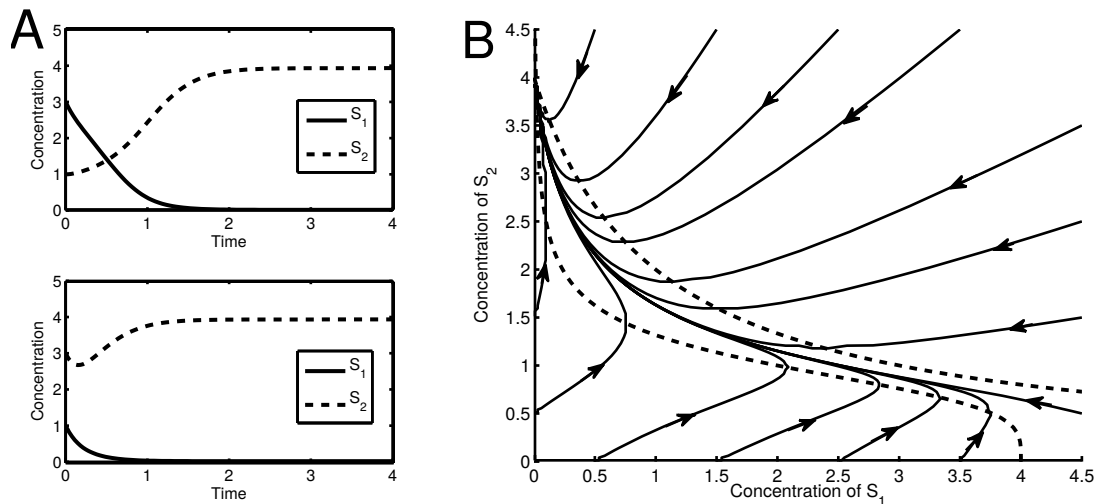 A
Concentration
5
4
3
2
1
0
S1
S2
0 1 2 3 4
Time
Concentration
5
4
3
2
1
0
S1
S2
0 1 2 3 4
Time
B
Concentration of S2
4.5
4
3.5
3
2.5
2
1.5
1
0.5
0
0 0.5 1 1.5 2 2.5 3 3.5 4 4.5
Concentration of S1